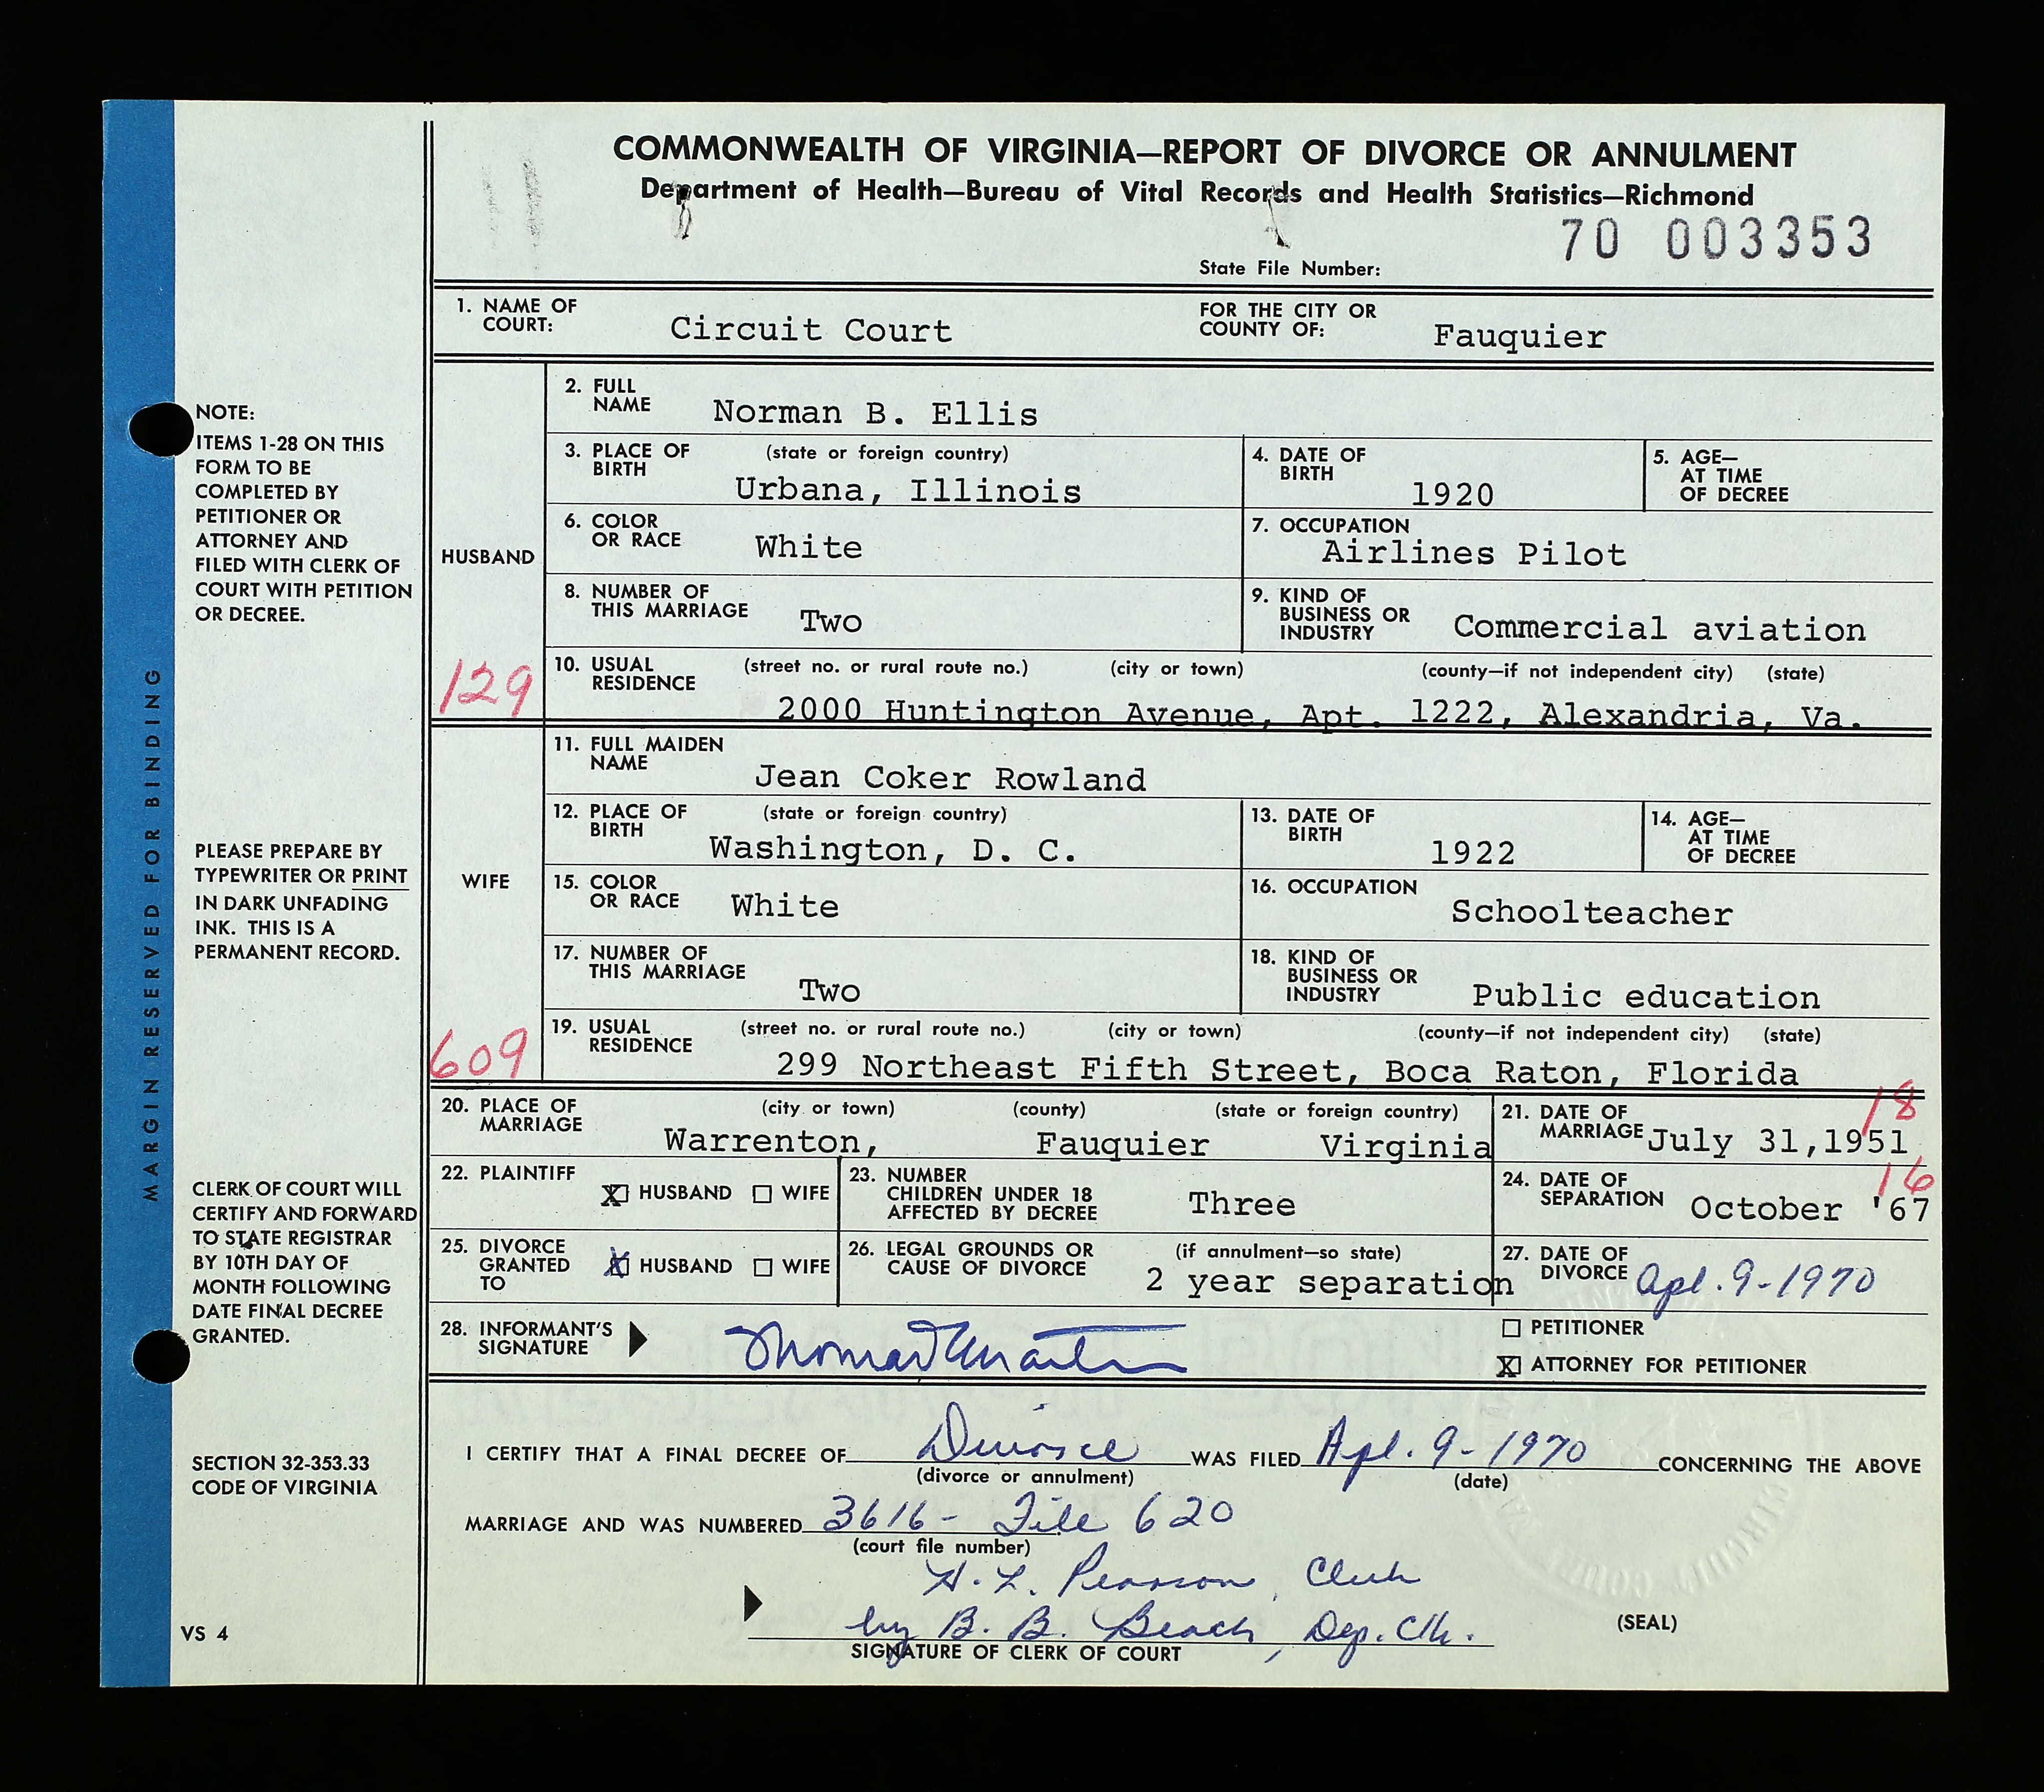 COMMONWEALTH OF VIRGINIA—REPORT OF DIVORCE OR ANNULMENT
Department of Health—Bureau of Vital Records and Health Statistics—Richmond
70 003353
State File Number:
1. NAME OF COURT: Circuit Court FOR THE CITY OR COUNTY OF: Fauquier
HUSBAND
2. FULL NAME Norman B. Ellis
3. PLACE OF BIRTH (state or foreign country) Urbana, Illinois
4. DATE OF BIRTH 1920
5. AGE— AT TIME OF DECREE
6. COLOR OR RACE White
7. OCCUPATION Airlines Pilot
8. NUMBER OF THIS MARRIAGE Two
9. KIND OF BUSINESS OR INDUSTRY Commercial aviation
129
10. USUAL RESIDENCE (street no. or rural route no.) (city or town) (county—if not independent city) (state)
2000 Huntington Avenue, Apt. 1222, Alexandria, Va.
WIFE
11. FULL MAIDEN NAME Jean Coker Rowland
12. PLACE OF BIRTH (state or foreign country) Washington, D. C.
13. DATE OF BIRTH 1922
14. AGE— AT TIME OF DECREE
15. COLOR OR RACE White
16. OCCUPATION Schoolteacher
17. NUMBER OF THIS MARRIAGE Two
18. KIND OF BUSINESS OR INDUSTRY Public education
609
19. USUAL RESIDENCE (street no. or rural route no.) (city or town) (county—if not independent city) (state)
299 Northeast Fifth Street, Boca Raton, Florida
20. PLACE OF MARRIAGE (city or town) (county) (state or foreign country)
Warrenton, Fauquier Virginia
21. DATE OF MARRIAGE July 31,1951
18
22. PLAINTIFF X HUSBAND WIFE
23. NUMBER CHILDREN UNDER 18 AFFECTED BY DECREE Three
24. DATE OF SEPARATION October '67
16
25. DIVORCE GRANTED TO X HUSBAND WIFE
26. LEGAL GROUNDS OR CAUSE OF DIVORCE (if annulment—so state) 2 year separation
27. DATE OF DIVORCE Apl. 9-1970
28. INFORMANT'S SIGNATURE
PETITIONER
X ATTORNEY FOR PETITIONER
I CERTIFY THAT A FINAL DECREE OF Divorce WAS FILED Apl. 9-1970 CONCERNING THE ABOVE
(divorce or annulment) (date)
MARRIAGE AND WAS NUMBERED 3616- File 620
(court file number)
H. L. Pearson, Clerk
by B. B. Beach, Dep. Clk.
SIGNATURE OF CLERK OF COURT
(SEAL)
MARGIN RESERVED FOR BINDING
NOTE:
ITEMS 1-28 ON THIS
FORM TO BE
COMPLETED BY
PETITIONER OR
ATTORNEY AND
FILED WITH CLERK OF
COURT WITH PETITION
OR DECREE.
PLEASE PREPARE BY
TYPEWRITER OR PRINT
IN DARK UNFADING
INK. THIS IS A
PERMANENT RECORD.
CLERK OF COURT WILL
CERTIFY AND FORWARD
TO STATE REGISTRAR
BY 10TH DAY OF
MONTH FOLLOWING
DATE FINAL DECREE
GRANTED.
SECTION 32-353.33
CODE OF VIRGINIA
VS 4
CIRCUIT COURT